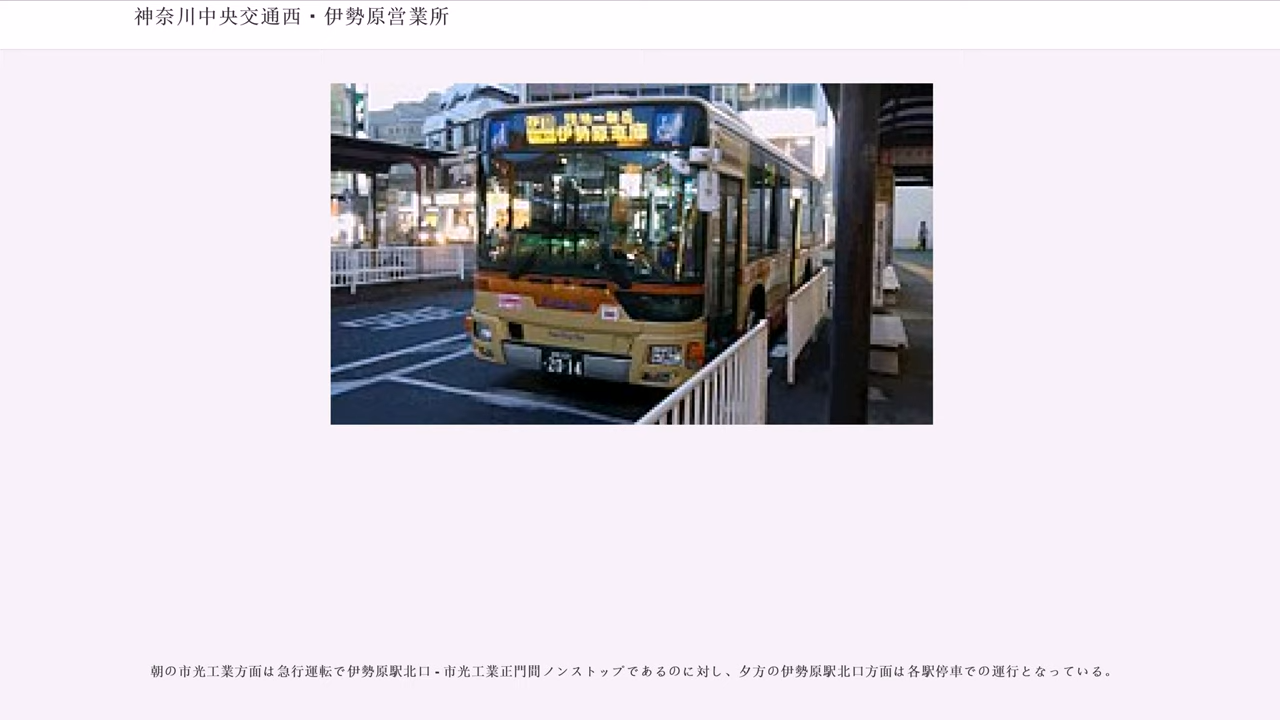 神奈川中央交通西・伊勢原営業所
伊勢原車庫
20-14
朝の市光工業方面は急行運転で伊勢原駅北口 - 市光工業正門間ノンストップであるのに対し、夕方の伊勢原駅北口方面は各駅停車での運行となっている。